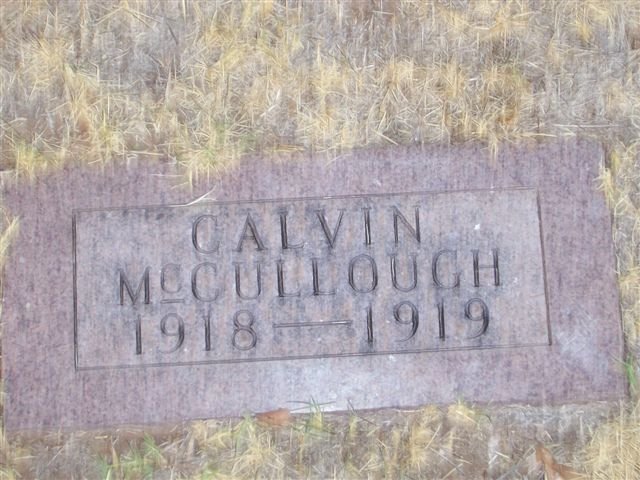 CALVIN
McCULLOUGH
1918 — 1919